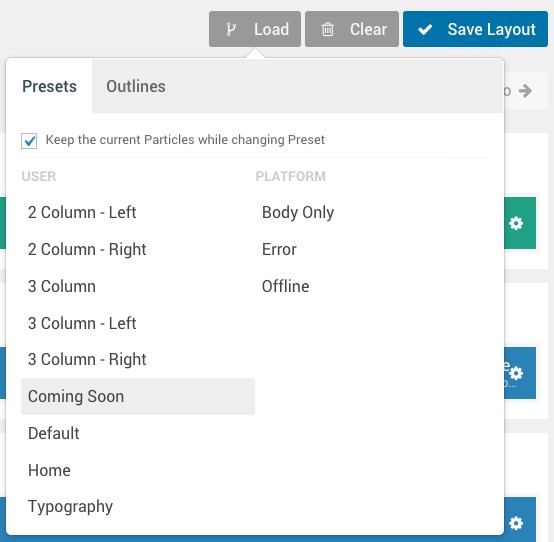 Load
Clear
Save Layout
Presets
Outlines
Keep the current Particles while changing Preset
USER
PLATFORM
2 Column - Left
Body Only
2 Column - Right
Error
3 Column
Offline
3 Column - Left
3 Column - Right
Coming Soon
Default
Home
Typography